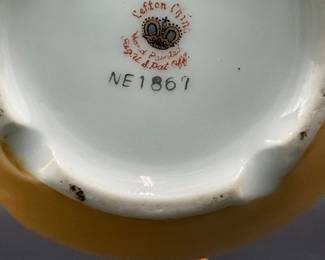 Lefton China
Hand Painted
Reg. U.S. Pat. Off.
NE1867